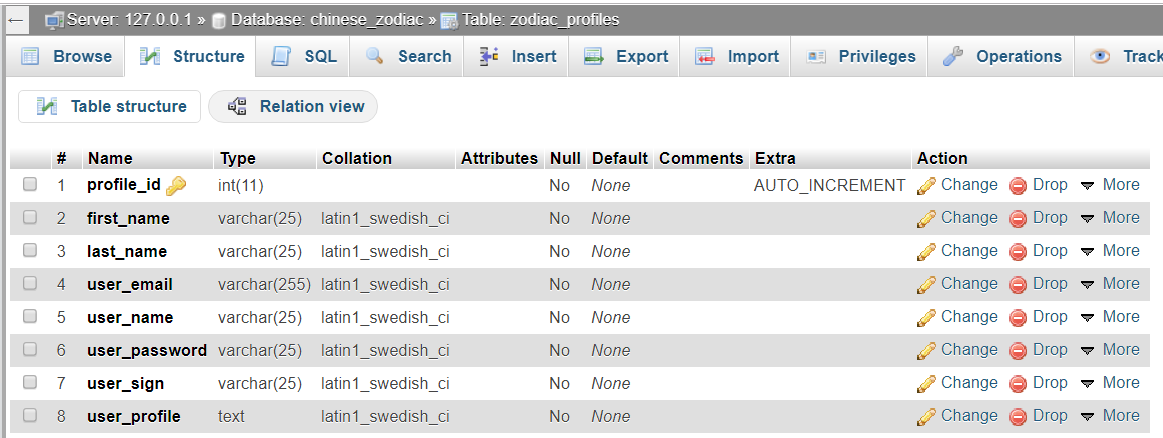 ← Server: 127.0.0.1 » Database: chinese_zodiac » Table: zodiac_profiles
Browse Structure SQL Search Insert Export Import Privileges Operations Track
Table structure Relation view
# Name Type Collation Attributes Null Default Comments Extra Action
1 profile_id int(11) No None AUTO_INCREMENT Change Drop More
2 first_name varchar(25) latin1_swedish_ci No None Change Drop More
3 last_name varchar(25) latin1_swedish_ci No None Change Drop More
4 user_email varchar(255) latin1_swedish_ci No None Change Drop More
5 user_name varchar(25) latin1_swedish_ci No None Change Drop More
6 user_password varchar(25) latin1_swedish_ci No None Change Drop More
7 user_sign varchar(25) latin1_swedish_ci No None Change Drop More
8 user_profile text latin1_swedish_ci No None Change Drop More